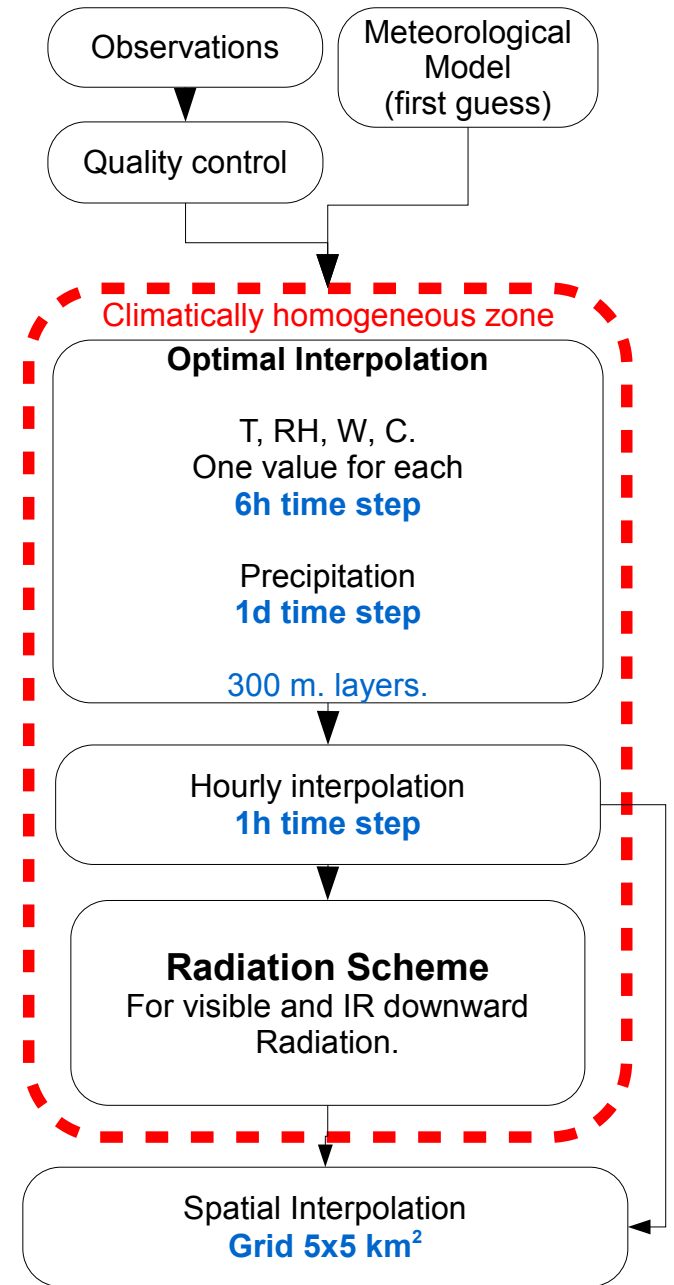 Observations
Meteorological
Model
(first guess)
Quality control
Climatically homogeneous zone
Optimal Interpolation
T, RH, W, C.
One value for each
6h time step
Precipitation
1d time step
300 m. layers.
Hourly interpolation
1h time step
Radiation Scheme
For visible and IR downward
Radiation.
Spatial Interpolation
Grid 5x5 km²